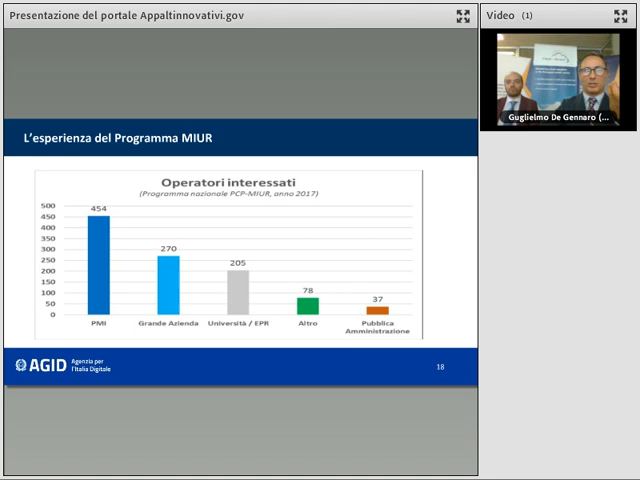 Presentazione del portale Appaltinnovativi.gov
Video (1)
Guglielmo De Gennaro (...
L'esperienza del Programma MIUR
Operatori interessati
(Programma nazionale PCP-MIUR, anno 2017)
500
450
400
350
300
250
200
150
100
50
0
454
270
205
78
37
PMI
Grande Azienda
Università / EPR
Altro
Pubblica
Amministrazione
AGID
Agenzia per
l'Italia Digitale
18